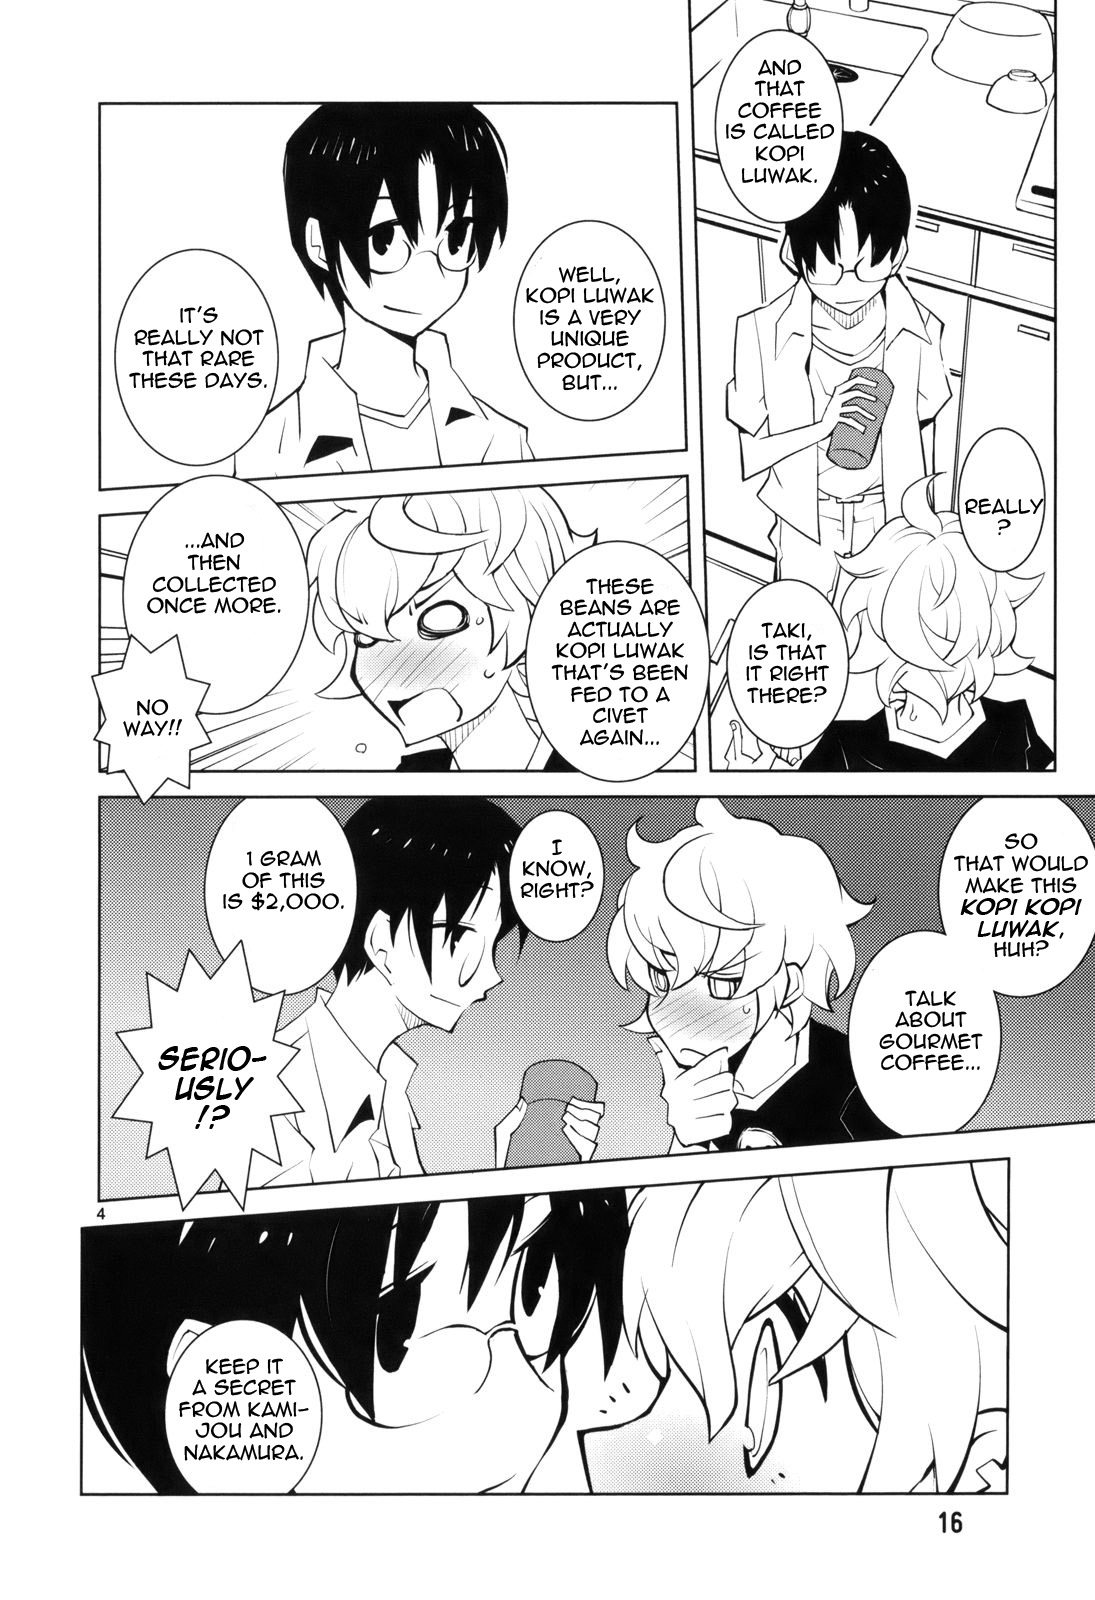 AND
THAT
COFFEE
IS CALLED
KOPI
LUWAK.
REALLY
?
TAKI,
IS THAT
IT RIGHT
THERE?
WELL,
KOPI LUWAK
IS A VERY
UNIQUE
PRODUCT,
BUT...
IT'S
REALLY NOT
THAT RARE
THESE DAYS.
THESE
BEANS ARE
ACTUALLY
KOPI LUWAK
THAT'S BEEN
FED TO A
CIVET
AGAIN...
...AND
THEN
COLLECTED
ONCE MORE.
NO
WAY!!
SO
THAT WOULD
MAKE THIS
KOPI KOPI
LUWAK,
HUH?
TALK
ABOUT
GOURMET
COFFEE...
I
KNOW,
RIGHT?
1 GRAM
OF THIS
IS $2,000.
SERIO-
USLY
!?
4
KEEP IT
A SECRET
FROM KAMI-
JOU AND
NAKAMURA.
16